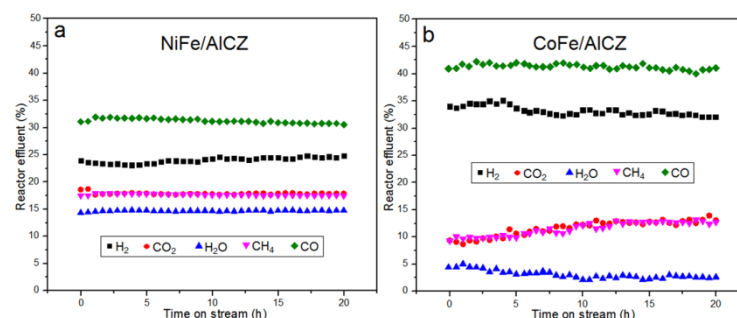 a
NiFe/AlCZ
50
45
40
35
30
25
20
15
10
5
0
Reactor effluent (%)
H₂ CO₂ H₂O CH₄ CO
0 5 10 15 20
Time on stream (h)
b
CoFe/AlCZ
50
45
40
35
30
25
20
15
10
5
0
Reactor effluent (%)
H₂ CO₂ H₂O CH₄ CO
0 5 10 15 20
Time on stream (h)